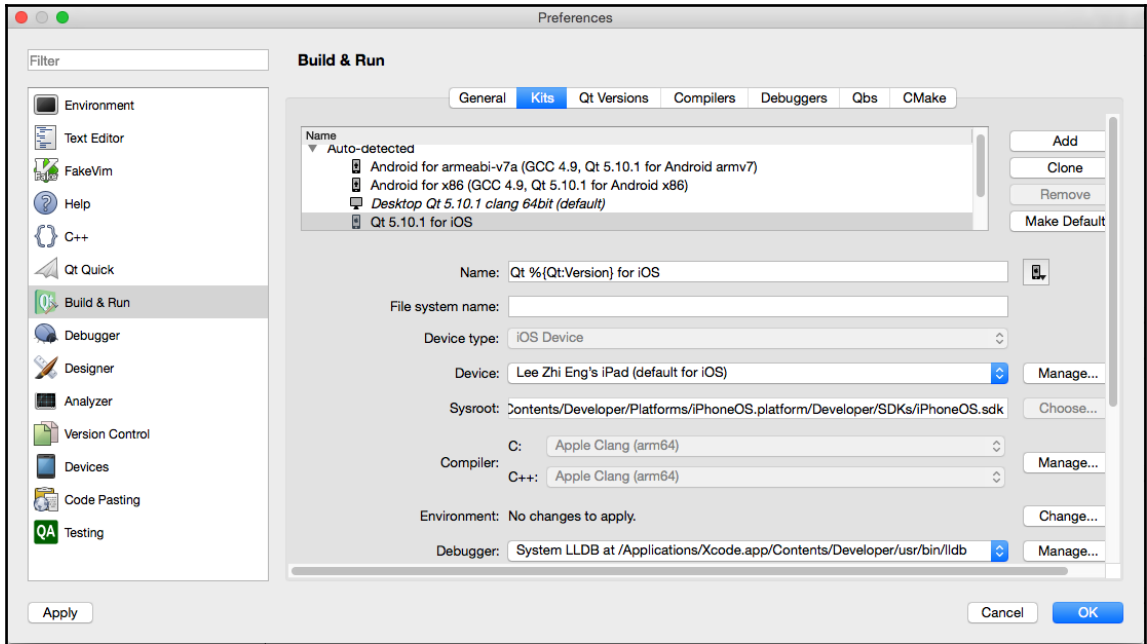 Preferences
Filter
Build & Run
Environment
Text Editor
FakeVim
Help
C++
Qt Quick
Build & Run
Debugger
Designer
Analyzer
Version Control
Devices
Code Pasting
QA Testing
General Kits Qt Versions Compilers Debuggers Qbs CMake
Name
Auto-detected
Android for armeabi-v7a (GCC 4.9, Qt 5.10.1 for Android armv7)
Android for x86 (GCC 4.9, Qt 5.10.1 for Android x86)
Desktop Qt 5.10.1 clang 64bit (default)
Qt 5.10.1 for iOS
Add
Clone
Remove
Make Default
Name: Qt %{Qt:Version} for iOS
File system name:
Device type: iOS Device
Device: Lee Zhi Eng's iPad (default for iOS) Manage...
Sysroot: Contents/Developer/Platforms/iPhoneOS.platform/Developer/SDKs/iPhoneOS.sdk Choose...
Compiler:
C: Apple Clang (arm64)
C++: Apple Clang (arm64)
Manage...
Environment: No changes to apply. Change...
Debugger: System LLDB at /Applications/Xcode.app/Contents/Developer/usr/bin/lldb Manage...
Apply Cancel OK